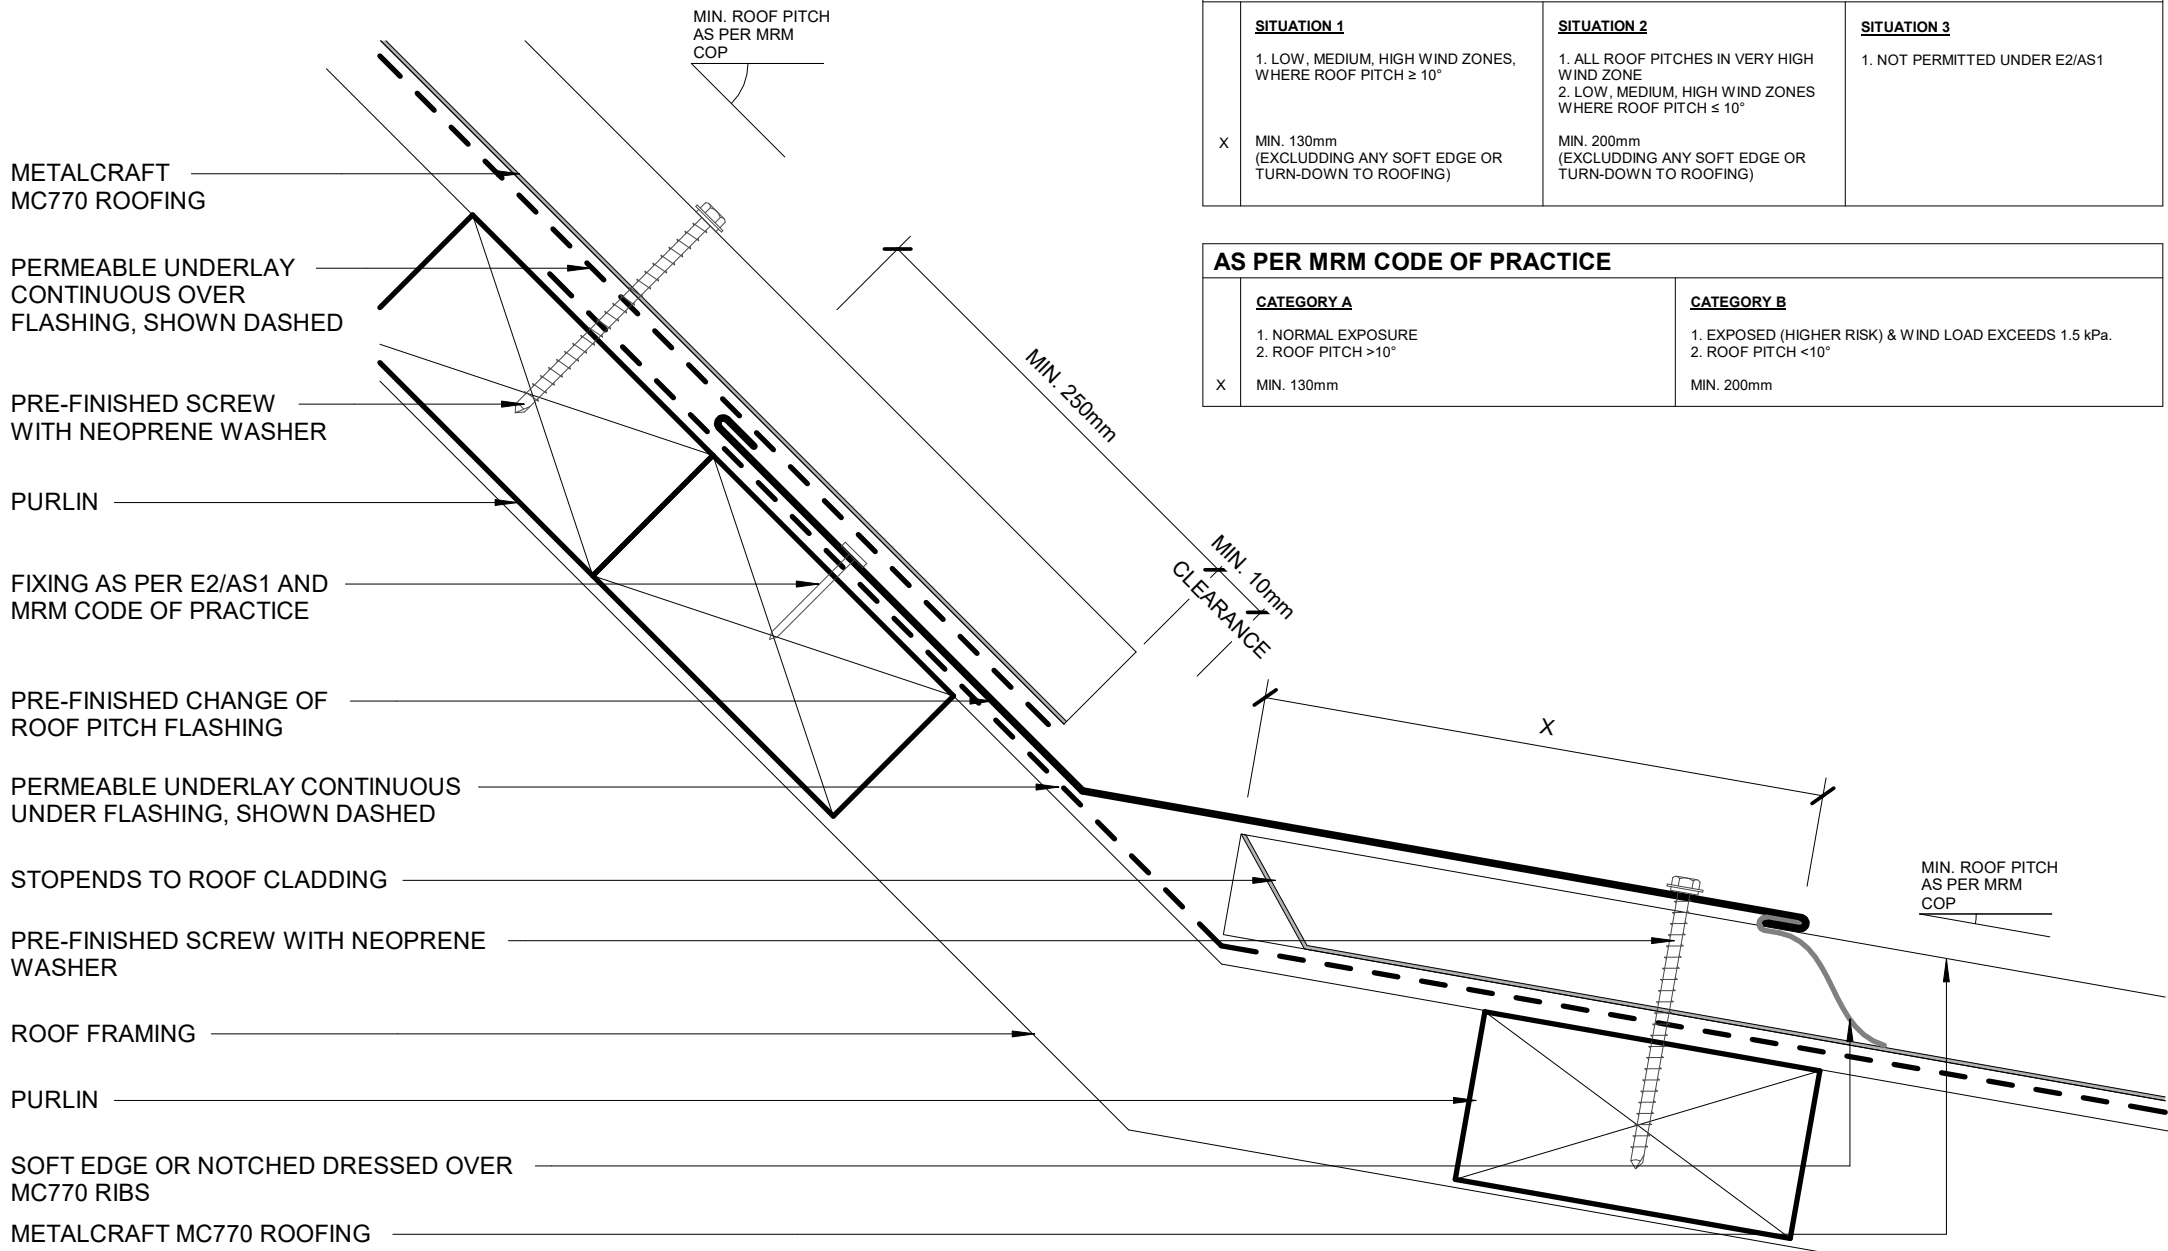 MIN. ROOF PITCH
AS PER MRM
COP
SITUATION 1
1. LOW, MEDIUM, HIGH WIND ZONES,
WHERE ROOF PITCH ≥ 10°
SITUATION 2
1. ALL ROOF PITCHES IN VERY HIGH
WIND ZONE
2. LOW, MEDIUM, HIGH WIND ZONES
WHERE ROOF PITCH ≤ 10°
SITUATION 3
1. NOT PERMITTED UNDER E2/AS1
X
MIN. 130mm
(EXCLUDDING ANY SOFT EDGE OR
TURN-DOWN TO ROOFING)
MIN. 200mm
(EXCLUDDING ANY SOFT EDGE OR
TURN-DOWN TO ROOFING)
AS PER MRM CODE OF PRACTICE
CATEGORY A
1. NORMAL EXPOSURE
2. ROOF PITCH >10°
CATEGORY B
1. EXPOSED (HIGHER RISK) & WIND LOAD EXCEEDS 1.5 kPa.
2. ROOF PITCH <10°
X
MIN. 130mm
MIN. 200mm
METALCRAFT
MC770 ROOFING
PERMEABLE UNDERLAY
CONTINUOUS OVER
FLASHING, SHOWN DASHED
PRE-FINISHED SCREW
WITH NEOPRENE WASHER
PURLIN
FIXING AS PER E2/AS1 AND
MRM CODE OF PRACTICE
PRE-FINISHED CHANGE OF
ROOF PITCH FLASHING
PERMEABLE UNDERLAY CONTINUOUS
UNDER FLASHING, SHOWN DASHED
STOPENDS TO ROOF CLADDING
PRE-FINISHED SCREW WITH NEOPRENE
WASHER
ROOF FRAMING
PURLIN
SOFT EDGE OR NOTCHED DRESSED OVER
MC770 RIBS
METALCRAFT MC770 ROOFING
MIN. 250mm
MIN. 10mm
CLEARANCE
X
MIN. ROOF PITCH
AS PER MRM
COP